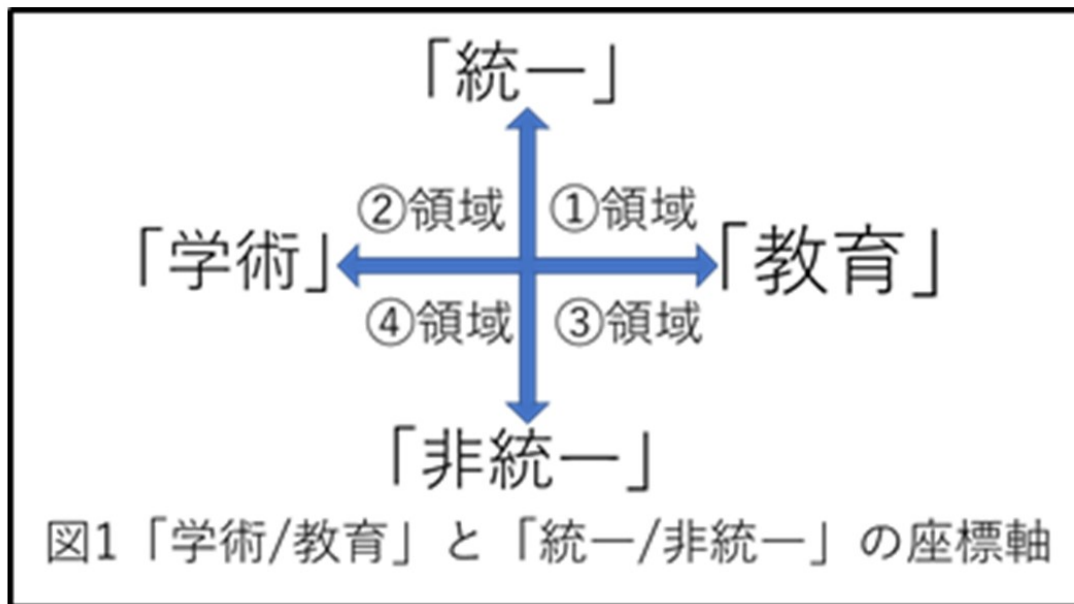 「統一」
②領域 ①領域
「学術」 「教育」
④領域 ③領域
「非統一」
図1「学術/教育」と「統一/非統一」の座標軸